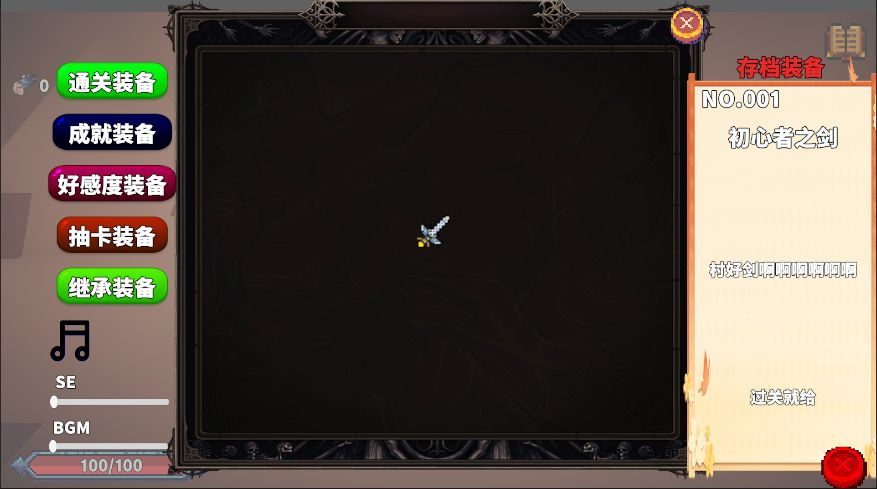 0
通关装备
成就装备
好感度装备
抽卡装备
继承装备
SE
BGM
100/100
存档装备
NO.001
初心者之剑
村好剑啊啊啊啊啊啊
过关就给